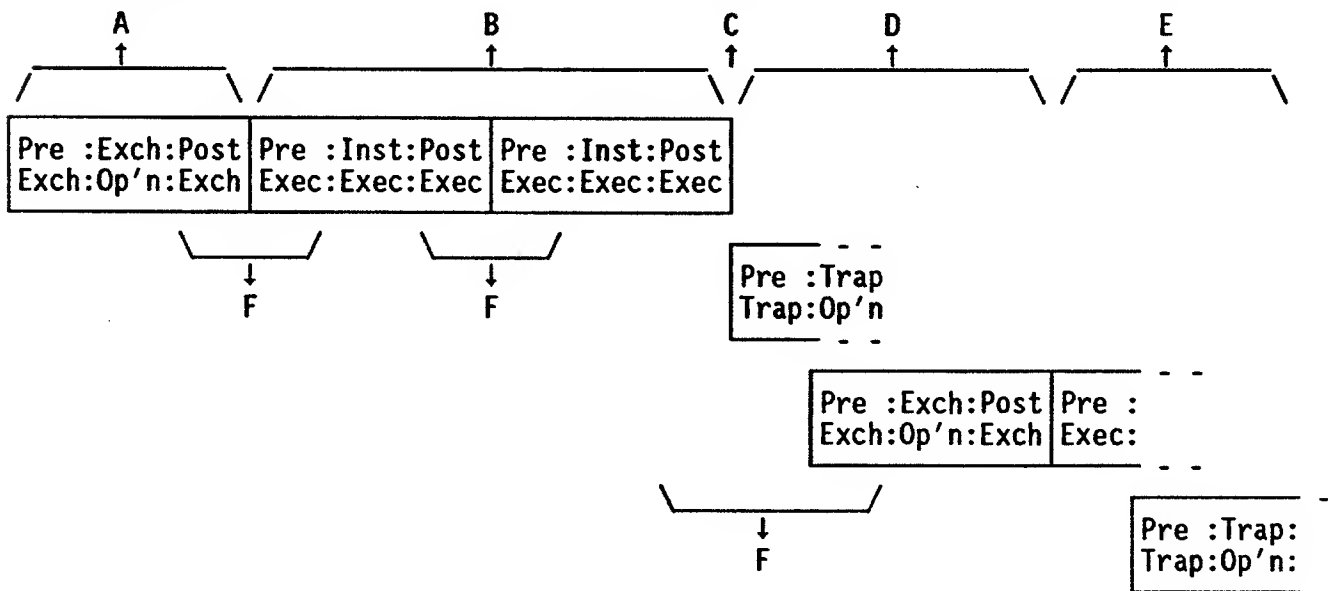 A B C D E
Pre :Exch:Post Pre :Inst:Post Pre :Inst:Post
Exch:Op'n:Exch Exec:Exec:Exec Exec:Exec:Exec
F F
Pre :Trap
Trap:Op'n
Pre :Exch:Post Pre :
Exch:Op'n:Exch Exec:
F
Pre :Trap:
Trap:Op'n: